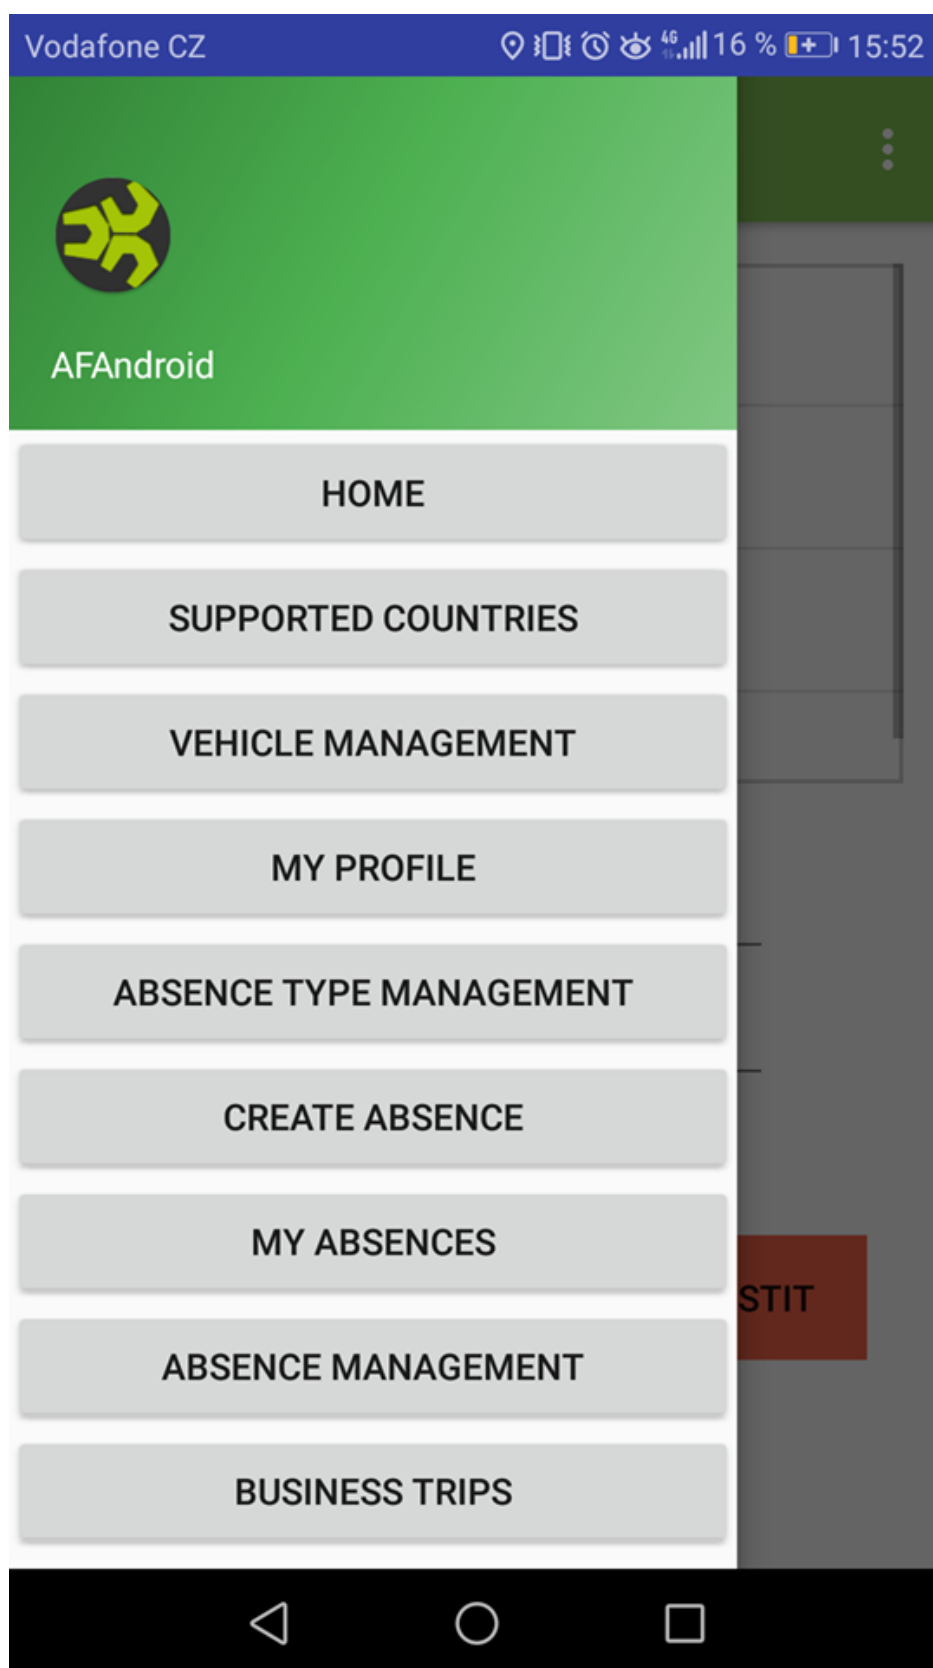 Vodafone CZ 4G 16 % 15:52
AFAndroid
HOME
SUPPORTED COUNTRIES
VEHICLE MANAGEMENT
MY PROFILE
ABSENCE TYPE MANAGEMENT
CREATE ABSENCE
MY ABSENCES
STIT
ABSENCE MANAGEMENT
BUSINESS TRIPS